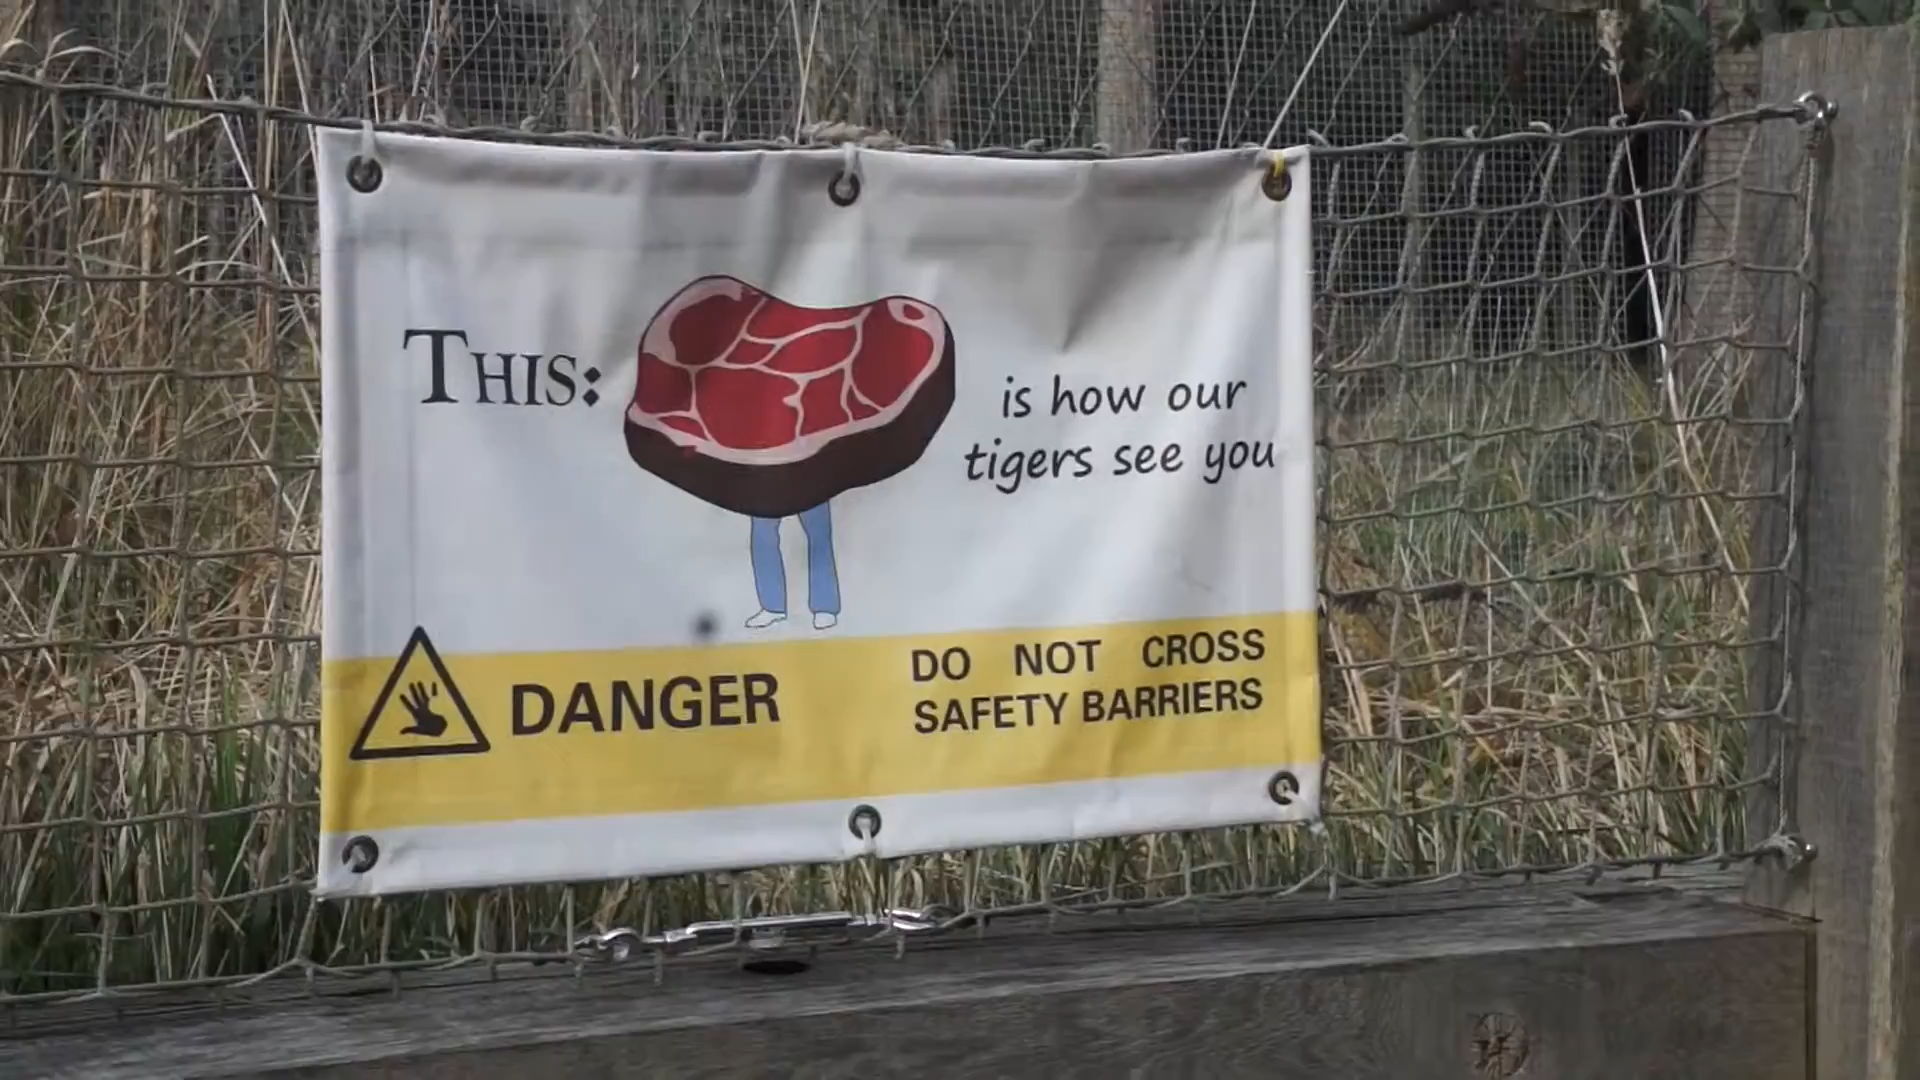 THIS:
is how our
tigers see you
DANGER
DO NOT CROSS
SAFETY BARRIERS